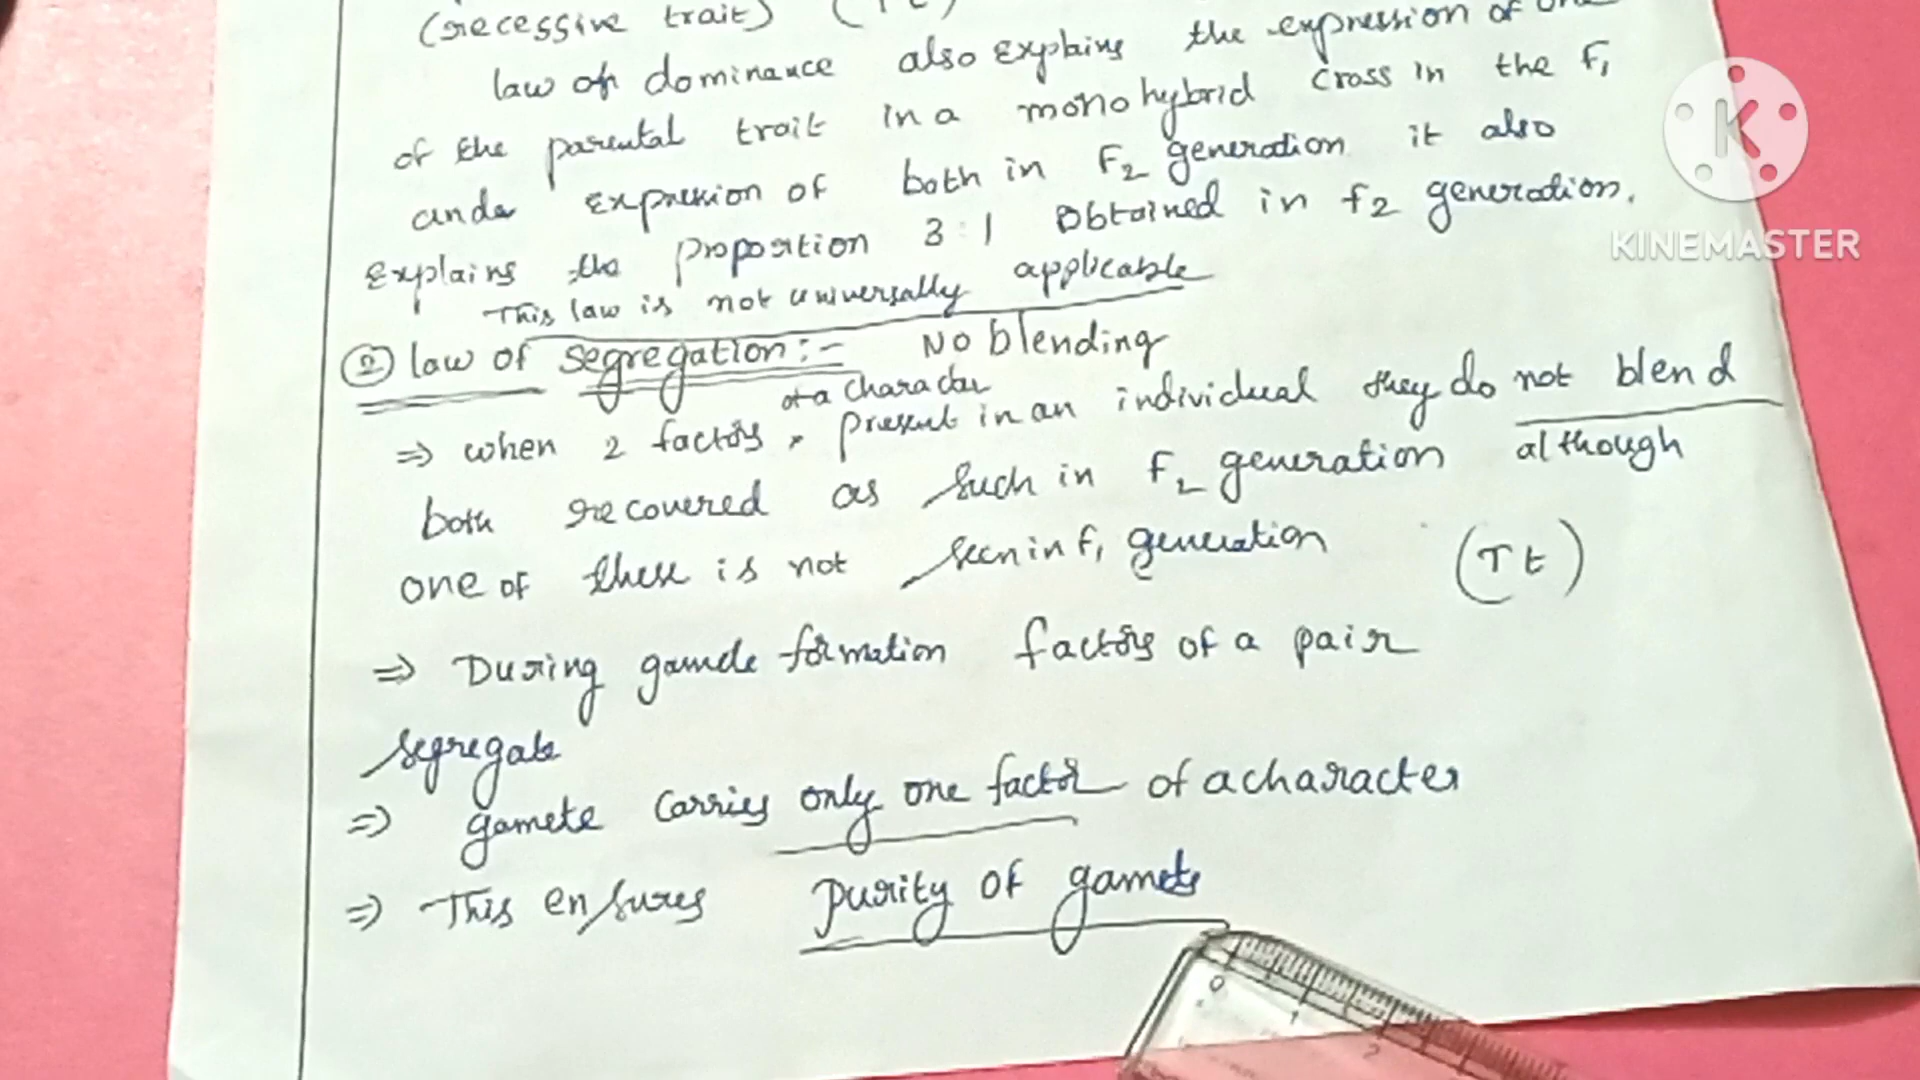 (recessive trait)
law of dominance also explains the expression of one
of the parental trait in a monohybrid cross in the F1
and expression of both in F2 generation it also
explains the proportion 3:1 Obtained in f2 generation.
This law is not universally applicable
② law of segregation:- No blending
of a character
⇒ when 2 factors present in an individual they do not blend
both recovered as such in F2 generation although
one of these is not seen in F1 generation (Tt)
⇒ During gamete formation factors of a pair
segregate
⇒ gamete carries only one factor of a character
⇒ This ensures purity of gamets
K
KINEMASTER
0 1 2